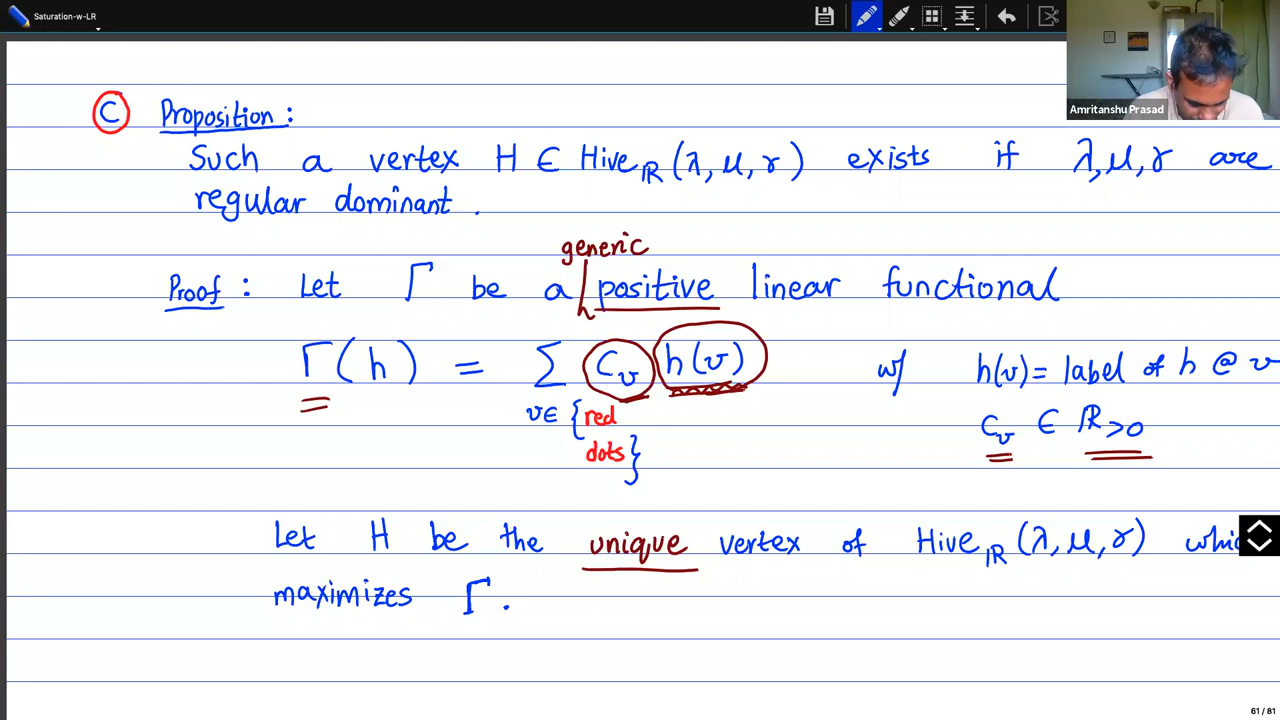 Saturation-w-LR
Amritanshu Prasad
C Proposition:
Such a vertex H ∈ Hive_ℝ (λ, μ, γ) exists if λ, μ, γ are
regular dominant.
generic
Proof: Let Γ be a positive linear functional
Γ(h) = Σ C_v h(v) w/ h(v) = label of h @ v
v ∈ {red dots} C_v ∈ ℝ_>0
Let H be the unique vertex of Hive_ℝ (λ, μ, γ)
maximizes Γ.
61 / 81